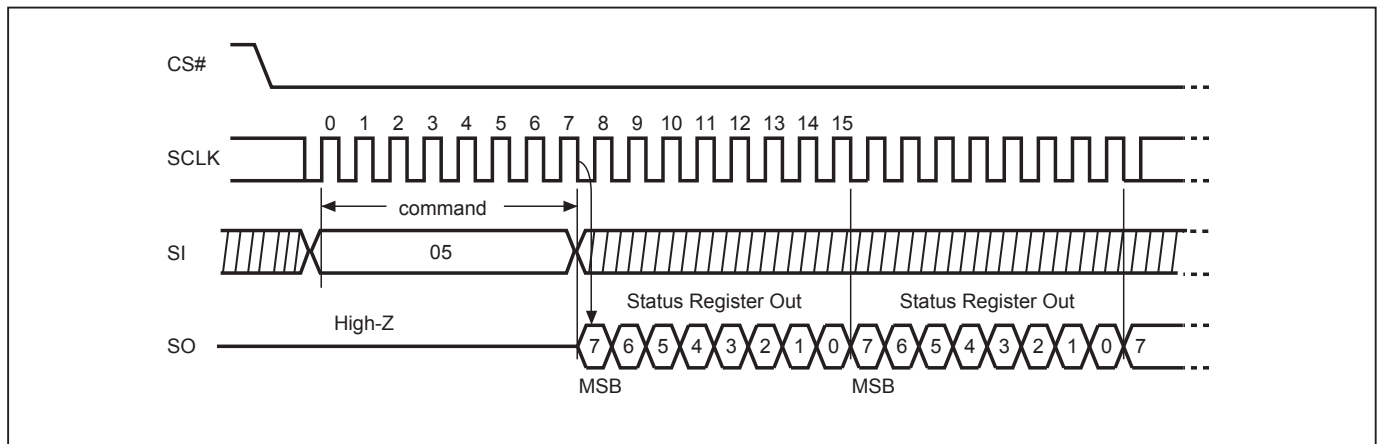 CS#
0 1 2 3 4 5 6 7 8 9 10 11 12 13 14 15
SCLK
command
SI 05
Status Register Out Status Register Out
High-Z
SO 7 6 5 4 3 2 1 0 7 6 5 4 3 2 1 0 7
MSB MSB